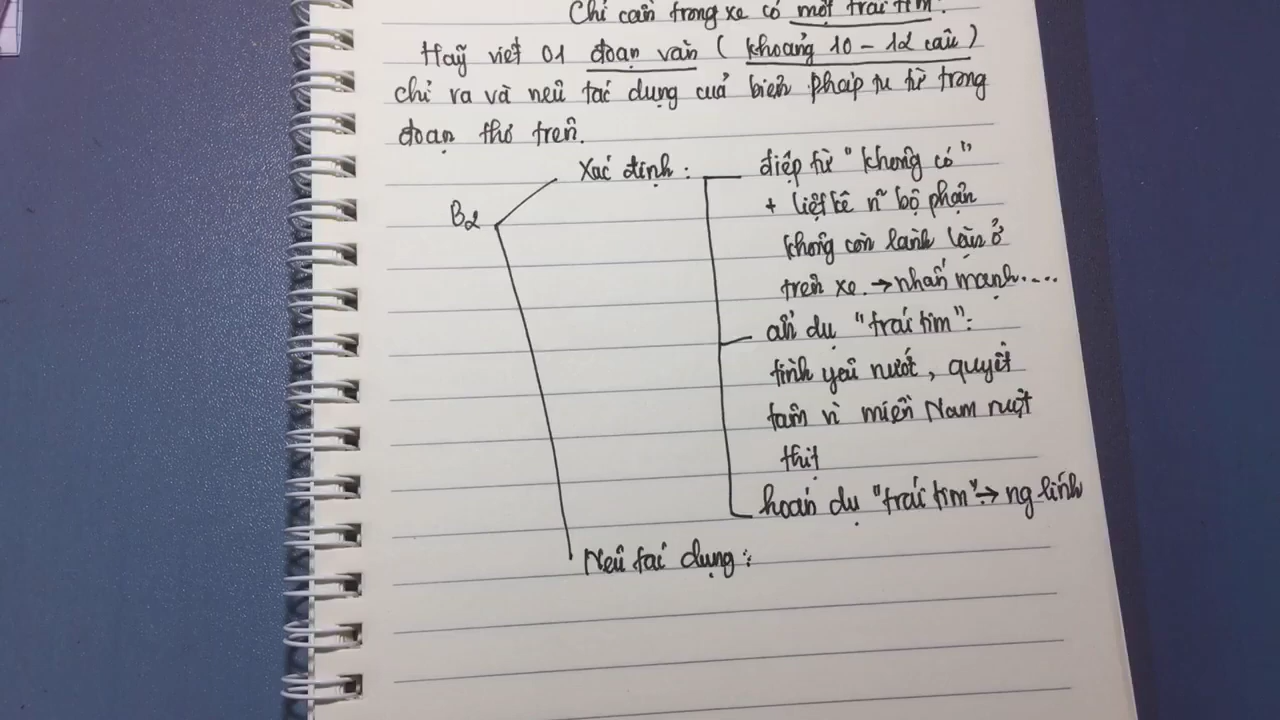 Chỉ cần trong xe có một trái tim.
Hãy viết 01 đoạn văn (khoảng 10 - 12 câu)
chỉ ra và nêu tác dụng của biện pháp tu từ trong
đoạn thơ trên.
Xác định :
điệp từ "không có"
+ liệt kê n~ bộ phận
không còn lành lặn ở
trên xe. → nhấn mạnh....
B2
ẩn dụ "trái tim":
tình yêu nước, quyết
tâm vì miền Nam ruột
thịt
hoán dụ "trái tim" → ng lính
Nêu tác dụng :